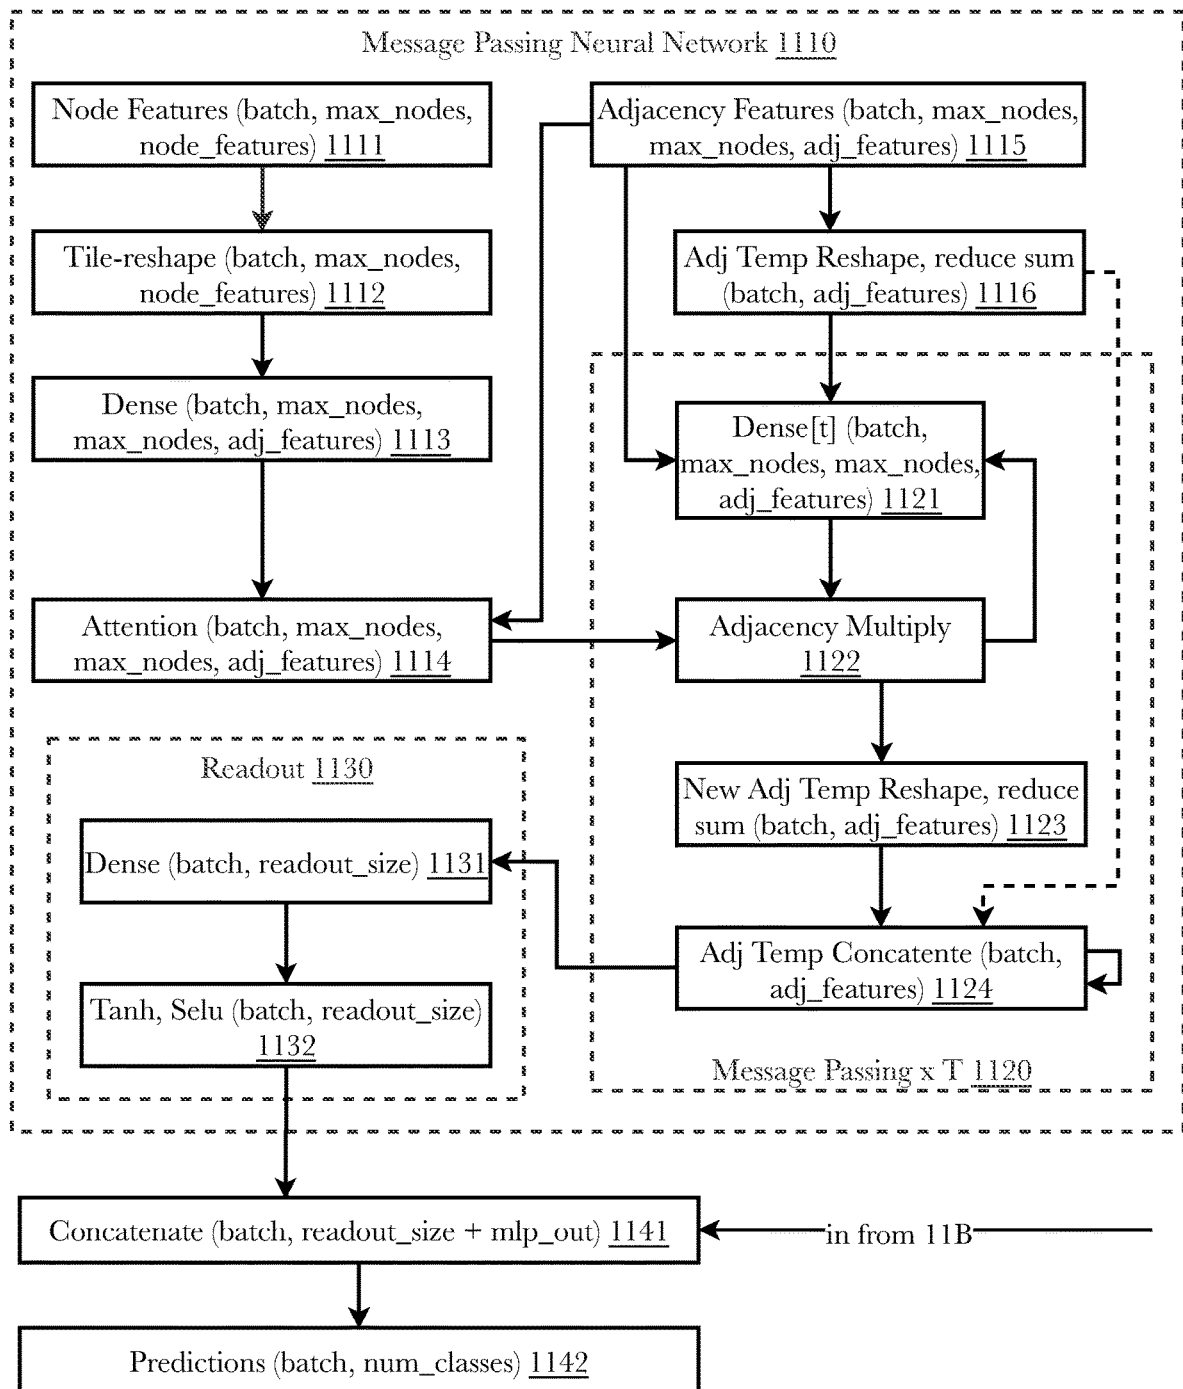 Message Passing Neural Network 1110
Node Features (batch, max_nodes,
node_features) 1111
Adjacency Features (batch, max_nodes,
max_nodes, adj_features) 1115
Tile-reshape (batch, max_nodes,
node_features) 1112
Adj Temp Reshape, reduce sum
(batch, adj_features) 1116
Dense (batch, max_nodes,
max_nodes, adj_features) 1113
Dense[t] (batch,
max_nodes, max_nodes,
adj_features) 1121
Attention (batch, max_nodes,
max_nodes, adj_features) 1114
Adjacency Multiply
1122
Readout 1130
New Adj Temp Reshape, reduce
sum (batch, adj_features) 1123
Dense (batch, readout_size) 1131
Adj Temp Concatente (batch,
adj_features) 1124
Tanh, Selu (batch, readout_size)
1132
Message Passing x T 1120
Concatenate (batch, readout_size + mlp_out) 1141
in from 11B
Predictions (batch, num_classes) 1142